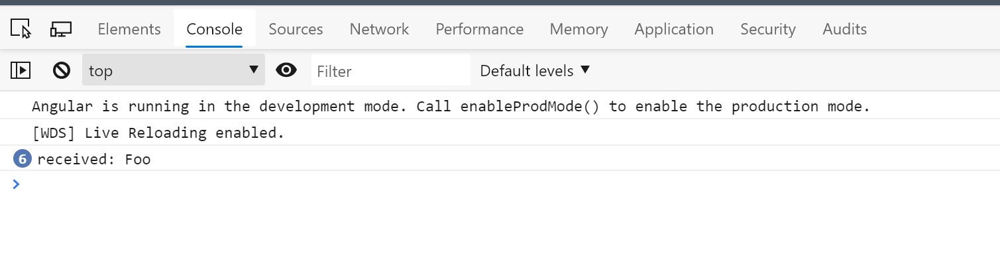 Elements Console Sources Network Performance Memory Application Security Audits
top Filter Default levels
Angular is running in the development mode. Call enableProdMode() to enable the production mode.
[WDS] Live Reloading enabled.
6 received: Foo